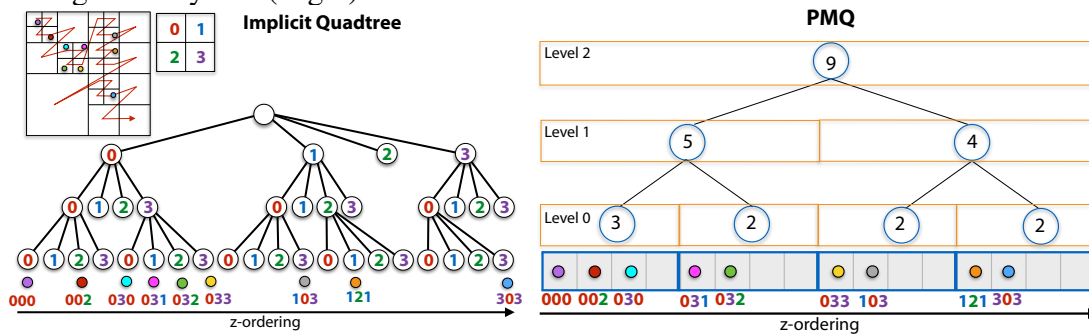 Implicit Quadtree
0 1
2 3
0 1 2 3
0 1 2 3 0 1 2 3 0 1 2 3
0 1 2 3 0 1 2 3 0 1 2 3 0 1 2 3 0 1 2 3
000 002 030 031 032 033 103 121 303
z-ordering
PMQ
Level 2 9
Level 1 5 4
Level 0 3 2 2 2
000 002 030 031 032 033 103 121 303
z-ordering